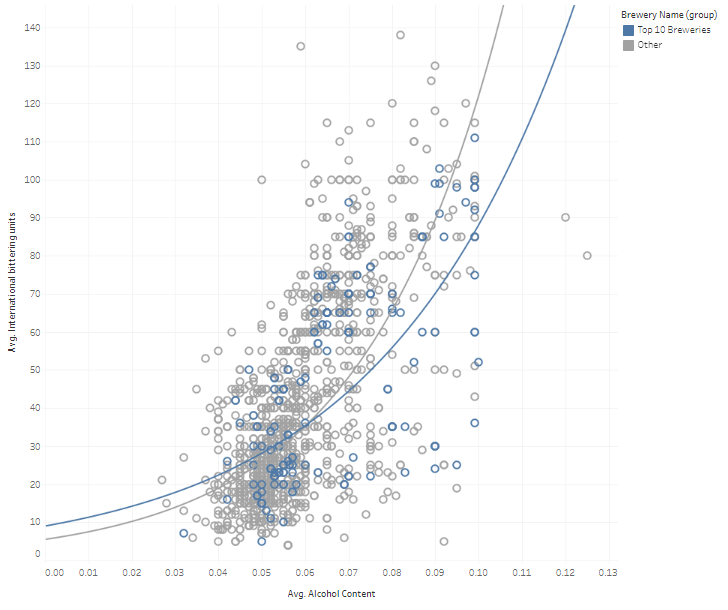 Brewery Name (group)
Top 10 Breweries
Other
140
130
120
110
100
90
80
70
60
50
40
30
20
10
0
Avg. International bittering units
0.00 0.01 0.02 0.03 0.04 0.05 0.06 0.07 0.08 0.09 0.10 0.11 0.12 0.13
Avg. Alcohol Content